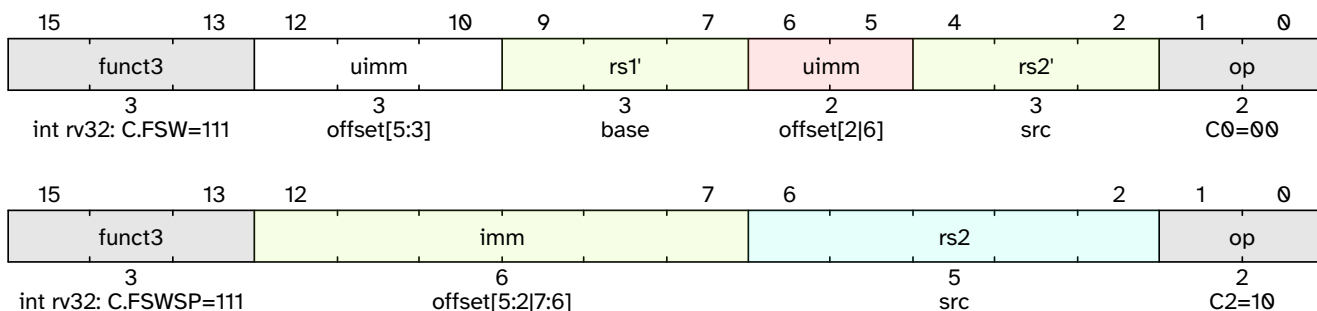 15 13 12 10 9 7 6 5 4 2 1 0
funct3 uimm rs1' uimm rs2' op
3 3 3 2 3 2
int rv32: C.FSW=111 offset[5:3] base offset[2|6] src C0=00
15 13 12 7 6 2 1 0
funct3 imm rs2 op
3 6 5 2
int rv32: C.FSWSP=111 offset[5:2|7:6] src C2=10